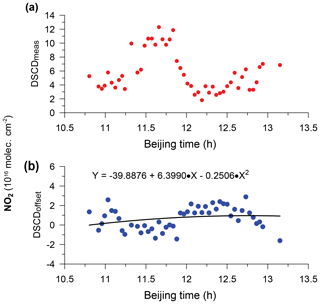 (a)
14
12
10
8
6
4
2
0
DSCDmeas
10.5 11.0 11.5 12.0 12.5 13.0 13.5
Beijing time (h)
NO2 (10^16 molec. cm-2)
(b)
Y = -39.8876 + 6.3990•X - 0.2506•X^2
6
4
2
0
-2
-4
DSCDoffset
10.5 11.0 11.5 12.0 12.5 13.0 13.5
Beijing time (h)